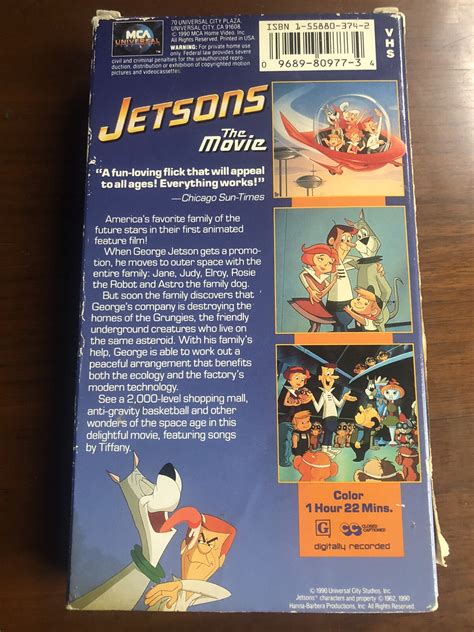 MCA
UNIVERSAL
70 UNIVERSAL CITY PLAZA,
UNIVERSAL CITY, CA 91608.
© 1990 MCA Home Video, Inc.
All Rights Reserved. Printed in USA.
WARNING: For private home use
only. Federal law provides severe
civil and criminal penalties for the unauthorized repro-
duction, distribution or exhibition of copyrighted motion
pictures and videocassettes.
ISBN 1-55880-374-2
0 9689-80977-3 4
VHS
JETSONS
The
Movie
“A fun-loving flick that will appeal
to all ages! Everything works!”
—Chicago Sun-Times
America's favorite family of the
future stars in their first animated
feature film!
When George Jetson gets a promo-
tion, he moves to outer space with the
entire family: Jane, Judy, Elroy, Rosie
the Robot and Astro the family dog.
But soon the family discovers that
George's company is destroying the
homes of the Grungies, the friendly
underground creatures who live on
the same asteroid. With his family's
help, George is able to work out a
peaceful arrangement that benefits
both the ecology and the factory's
modern technology.
See a 2,000-level shopping mall,
anti-gravity basketball and other
wonders of the space age in this
delightful movie, featuring songs
by Tiffany.
Color
1 Hour 22 Mins.
G CC CLOSED CAPTIONED
digitally recorded
© 1990 Universal City Studios, Inc.
Jetsons® characters and property © 1962, 1990
Hanna-Barbera Productions, Inc. All Rights Reserved.